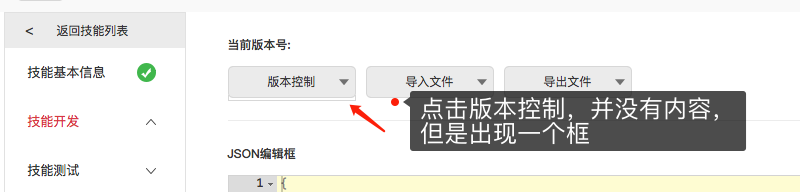 < 返回技能列表
当前版本号:
技能基本信息
版本控制 导入文件 导出文件
点击版本控制，并没有内容，
但是出现一个框
技能开发
JSON编辑框
技能测试
1 {